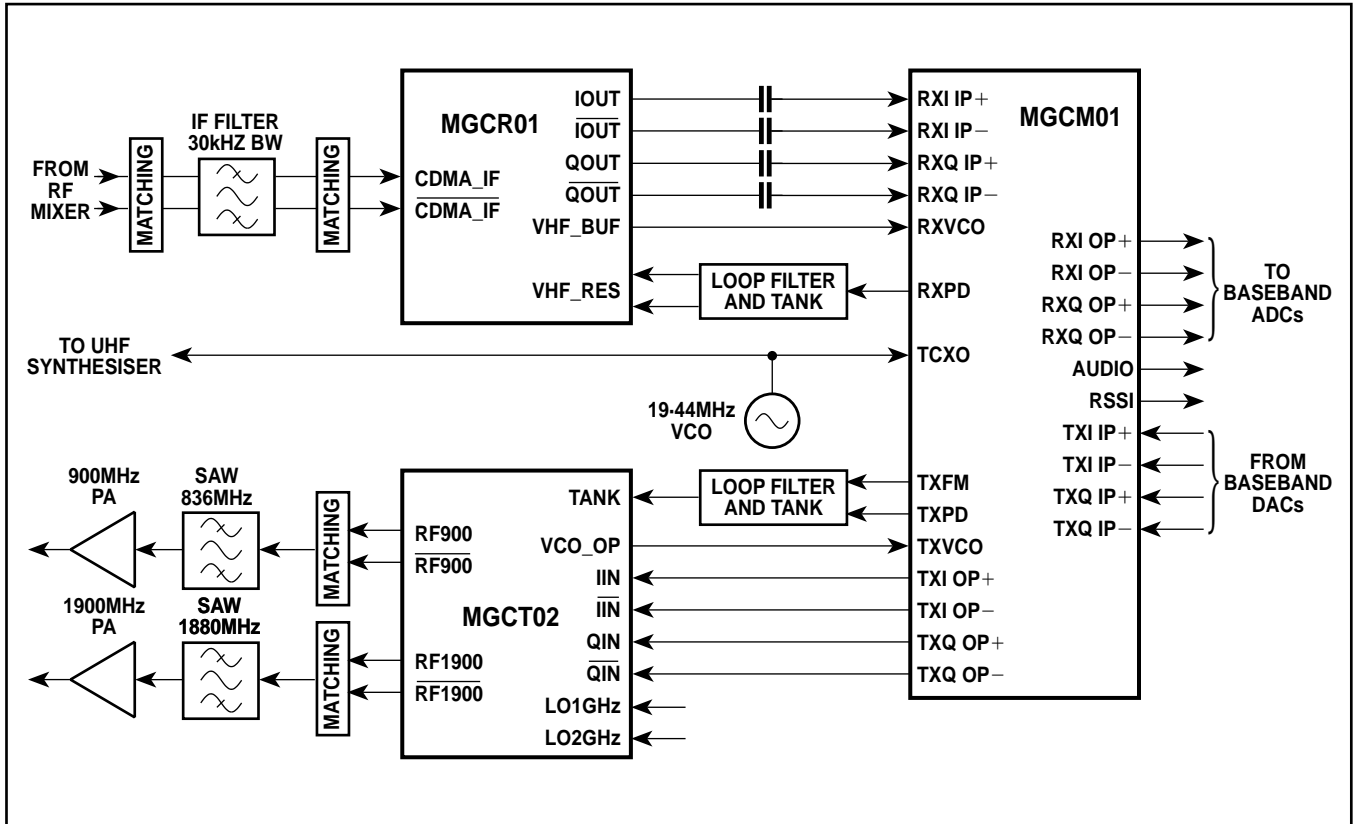 IF FILTER
30kHZ BW
FROM
RF
MIXER
MATCHING
MATCHING
MGCR01
CDMA_IF
CDMA_IF
IOUT
IOUT
QOUT
QOUT
VHF_BUF
VHF_RES
LOOP FILTER
AND TANK
MGCM01
RXI IP+
RXI IP−
RXQ IP+
RXQ IP−
RXVCO
RXPD
TCXO
RXI OP+
RXI OP−
RXQ OP+
RXQ OP−
TO
BASEBAND
ADCs
AUDIO
RSSI
TXI IP+
TXI IP−
TXQ IP+
TXQ IP−
FROM
BASEBAND
DACs
TO UHF
SYNTHESISER
19·44MHz
VCO
900MHz
PA
SAW
836MHz
MATCHING
1900MHz
PA
SAW
1880MHz
MATCHING
MGCT02
RF900
RF900
RF1900
RF1900
TANK
VCO_OP
IIN
IIN
QIN
QIN
LO1GHz
LO2GHz
LOOP FILTER
AND TANK
TXFM
TXPD
TXVCO
TXI OP+
TXI OP−
TXQ OP+
TXQ OP−